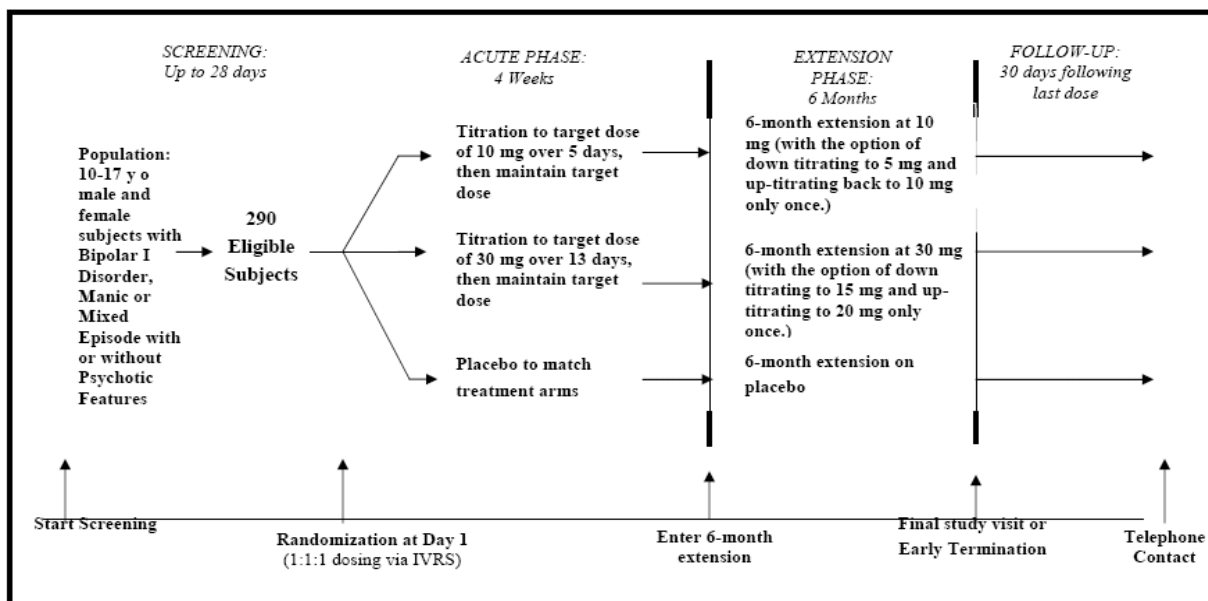 SCREENING:
Up to 28 days
ACUTE PHASE:
4 Weeks
EXTENSION
PHASE:
6 Months
FOLLOW-UP:
30 days following
last dose
Population:
10-17 y o
male and
female
subjects with
Bipolar I
Disorder,
Manic or
Mixed
Episode with
or without
Psychotic
Features
290
Eligible
Subjects
Titration to target dose
of 10 mg over 5 days,
then maintain target
dose
Titration to target dose
of 30 mg over 13 days,
then maintain target
dose
Placebo to match
treatment arms
6-month extension at 10
mg (with the option of
down titrating to 5 mg and
up-titrating back to 10 mg
only once.)
6-month extension at 30 mg
(with the option of down
titrating to 15 mg and up-
titrating to 20 mg only
once.)
6-month extension on
placebo
Start Screening
Randomization at Day 1
(1:1:1 dosing via IVRS)
Enter 6-month
extension
Final study visit or
Early Termination
Telephone
Contact